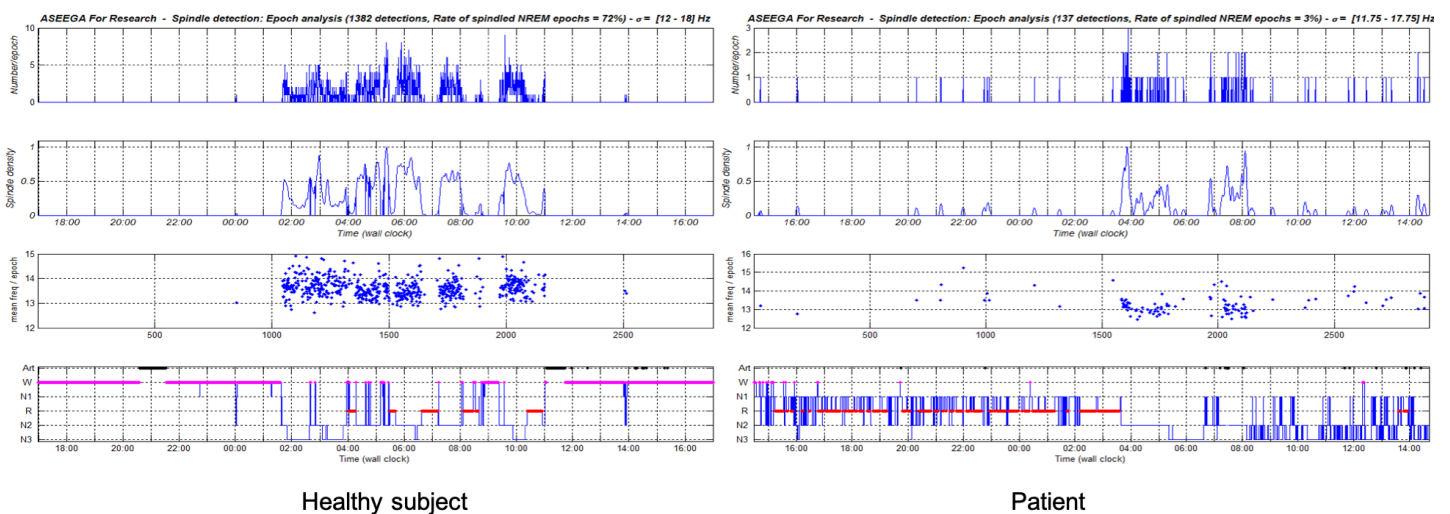 ASEEGA For Research - Spindle detection: Epoch analysis (1382 detections, Rate of spindled NREM epochs = 72%) - σ = [12 - 18] Hz
Number/epoch
10
5
0
Spindle density
1
0.5
0
18:00 20:00 22:00 00:00 02:00 04:00 06:00 08:00 10:00 12:00 14:00 16:00
Time (wall clock)
mean freq / epoch
15
14
13
12
500 1000 1500 2000 2500
Art
W
N1
R
N2
N3
18:00 20:00 22:00 00:00 02:00 04:00 06:00 08:00 10:00 12:00 14:00 16:00
Time (wall clock)
Healthy subject
ASEEGA For Research - Spindle detection: Epoch analysis (137 detections, Rate of spindled NREM epochs = 3%) - σ = [11.75 - 17.75] Hz
Number/epoch
3
2
1
0
Spindle density
1
0.5
0
16:00 18:00 20:00 22:00 00:00 02:00 04:00 06:00 08:00 10:00 12:00 14:00
Time (wall clock)
mean freq / epoch
16
15
14
13
12
500 1000 1500 2000 2500
Art
W
N1
R
N2
N3
16:00 18:00 20:00 22:00 00:00 02:00 04:00 06:00 08:00 10:00 12:00 14:00
Time (wall clock)
Patient